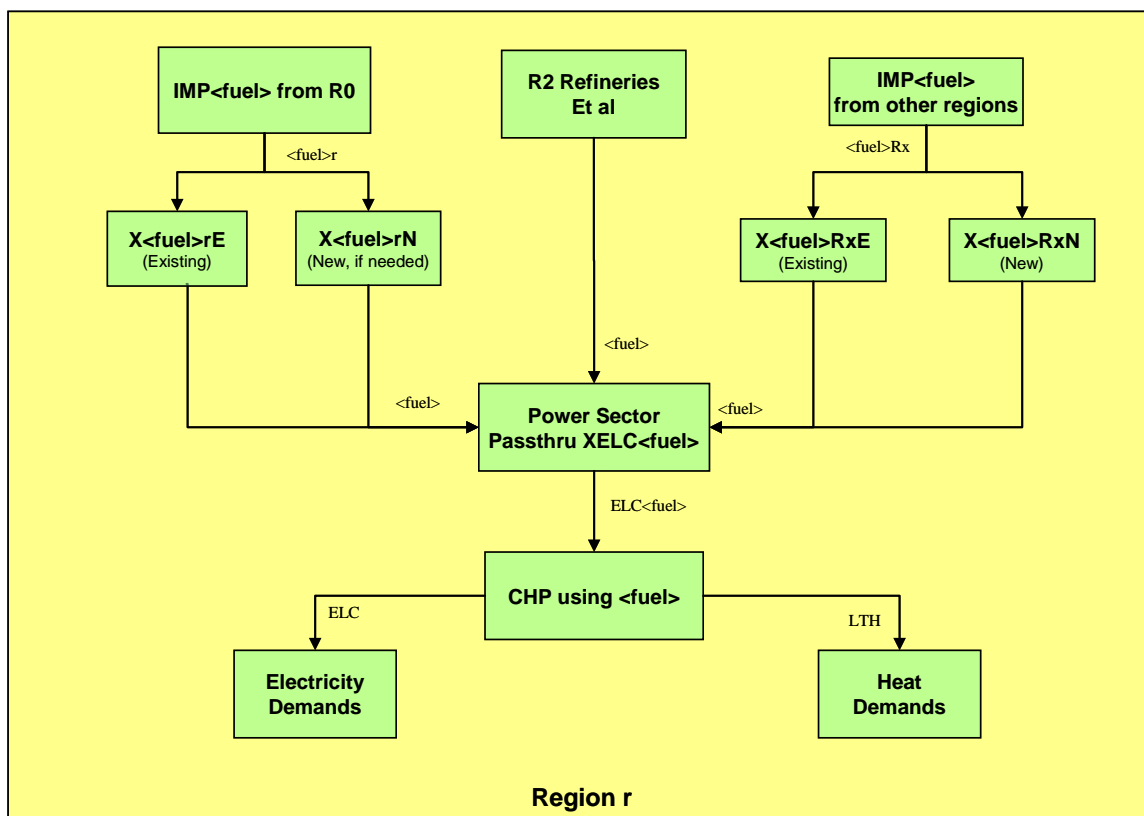 IMP<fuel> from R0
R2 Refineries
Et al
IMP<fuel>
from other regions
<fuel>r
<fuel>Rx
X<fuel>rE
(Existing)
X<fuel>rN
(New, if needed)
X<fuel>RxE
(Existing)
X<fuel>RxN
(New)
<fuel>
<fuel>
<fuel>
Power Sector
Passthru XELC<fuel>
ELC<fuel>
CHP using <fuel>
ELC
LTH
Electricity
Demands
Heat
Demands
Region r